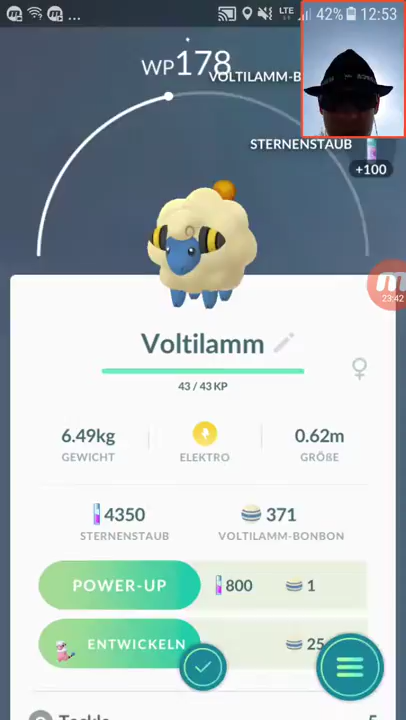 ... LTE 42% 12:53
WP178
VOLTILAMM-B
STERNENSTAUB
+100
23:42
Voltilamm
43 / 43 KP
6.49kg
0.62m
GEWICHT
ELEKTRO
GRÖßE
4350
371
STERNENSTAUB
VOLTILAMM-BONBON
POWER-UP 800 1
ENTWICKELN 25
Tackle 5